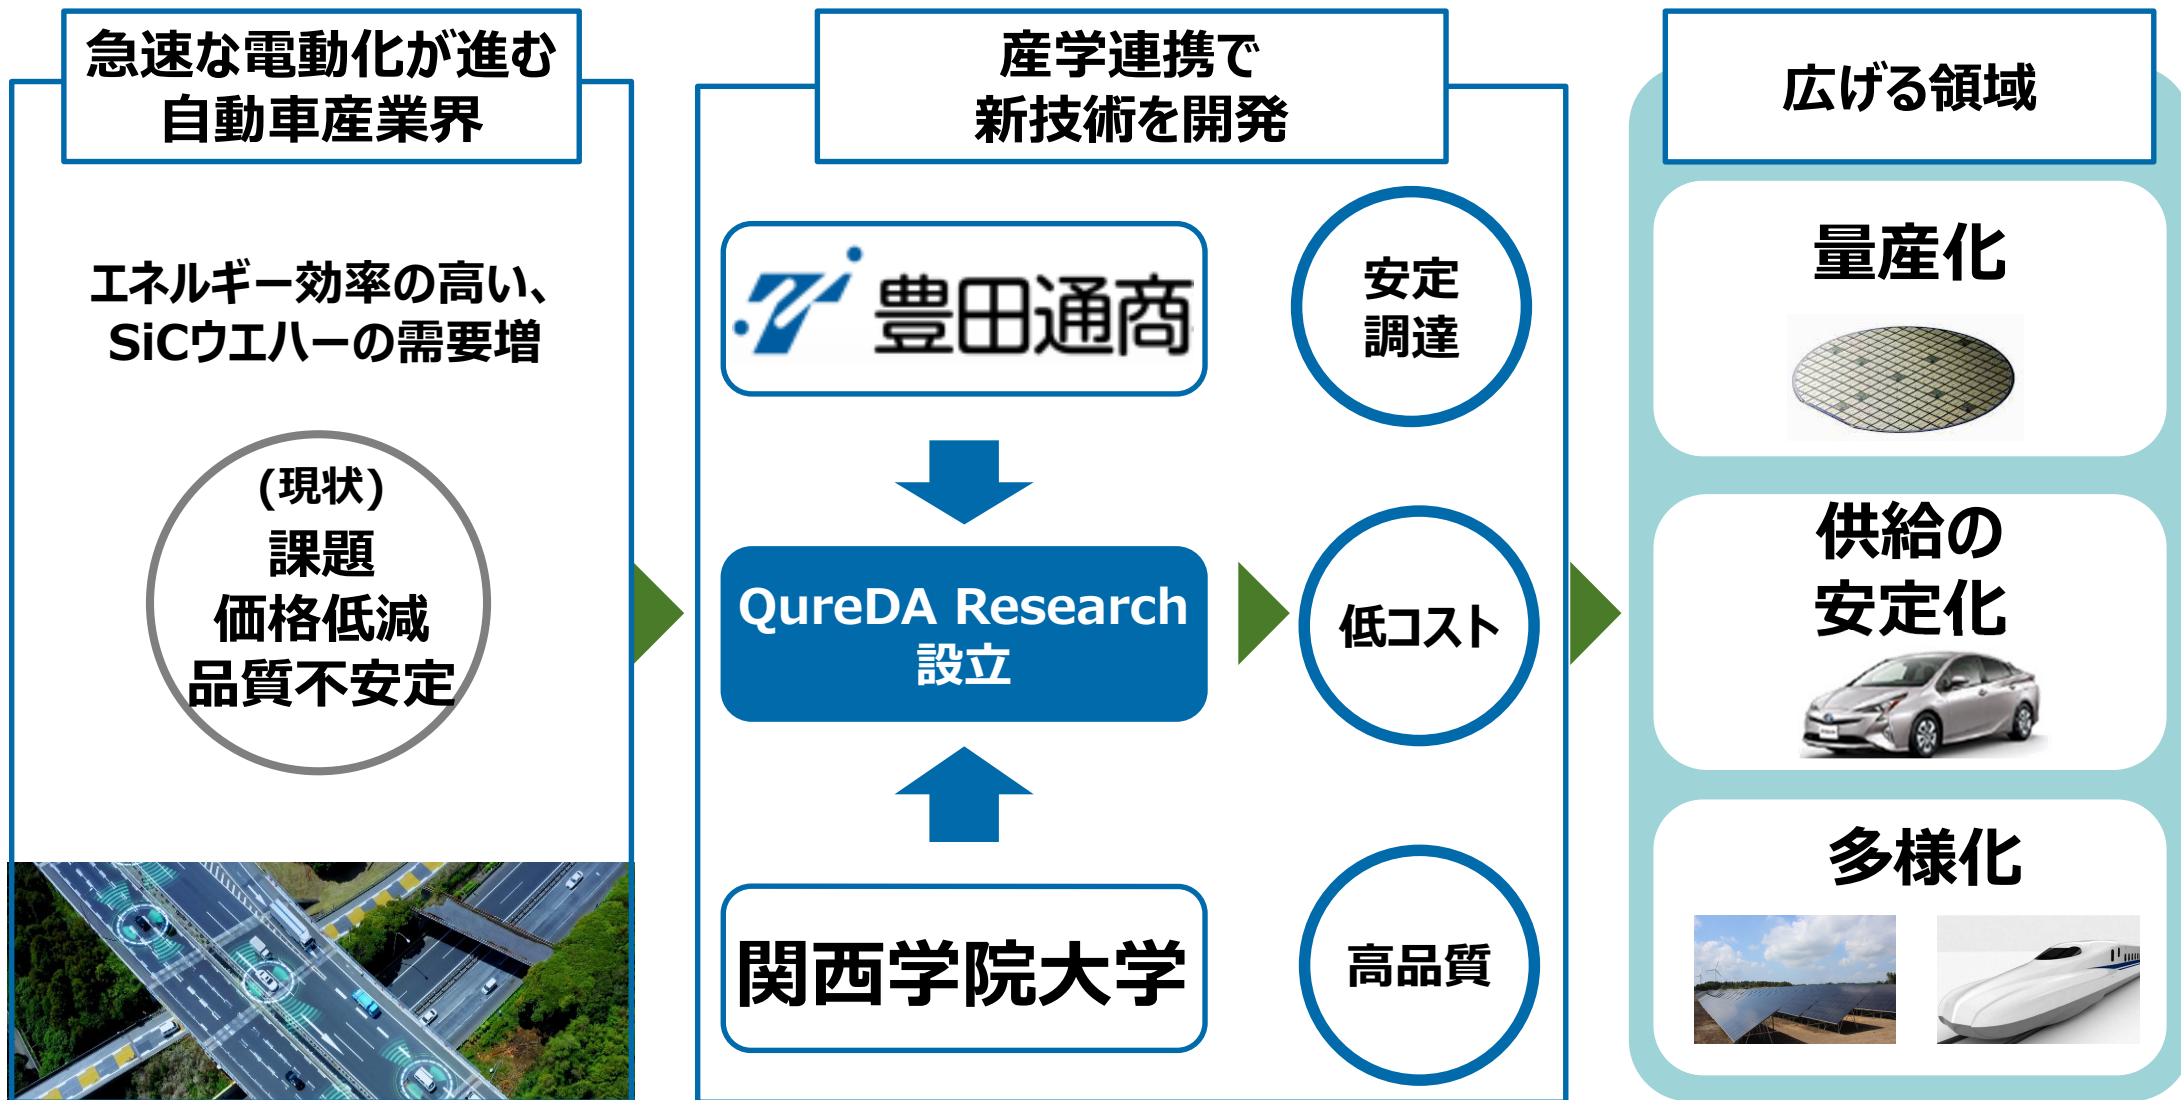 急速な電動化が進む
自動車産業界
エネルギー効率の高い、
SiCウエハーの需要増
(現状)
課題
価格低減
品質不安定
産学連携で
新技術を開発
豊田通商
QureDA Research
設立
関西学院大学
安定
調達
低コスト
高品質
広げる領域
量産化
供給の
安定化
多様化